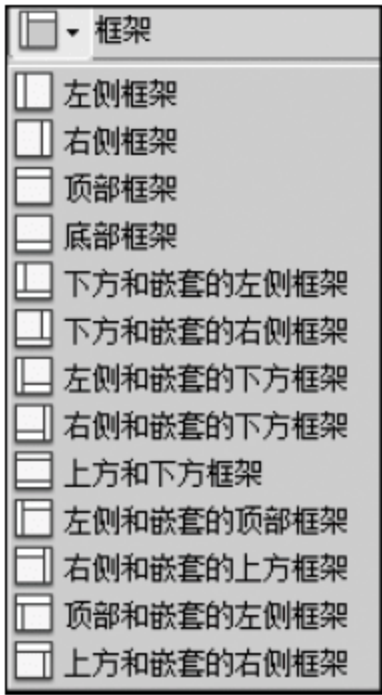 框架
左侧框架
右侧框架
顶部框架
底部框架
下方和嵌套的左侧框架
下方和嵌套的右侧框架
左侧和嵌套的下方框架
右侧和嵌套的下方框架
上方和下方框架
左侧和嵌套的顶部框架
右侧和嵌套的上方框架
顶部和嵌套的左侧框架
上方和嵌套的右侧框架